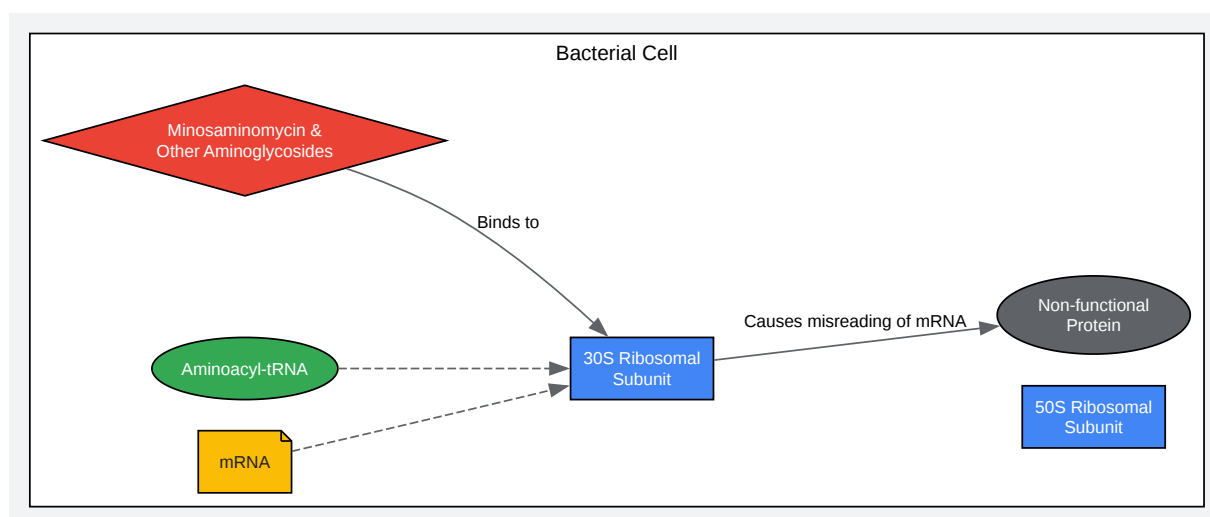 Bacterial Cell
Minosaminomycin &
Other Aminoglycosides
Binds to
Causes misreading of mRNA
Non-functional
Protein
Aminoacyl-tRNA
30S Ribosomal
Subunit
50S Ribosomal
Subunit
mRNA